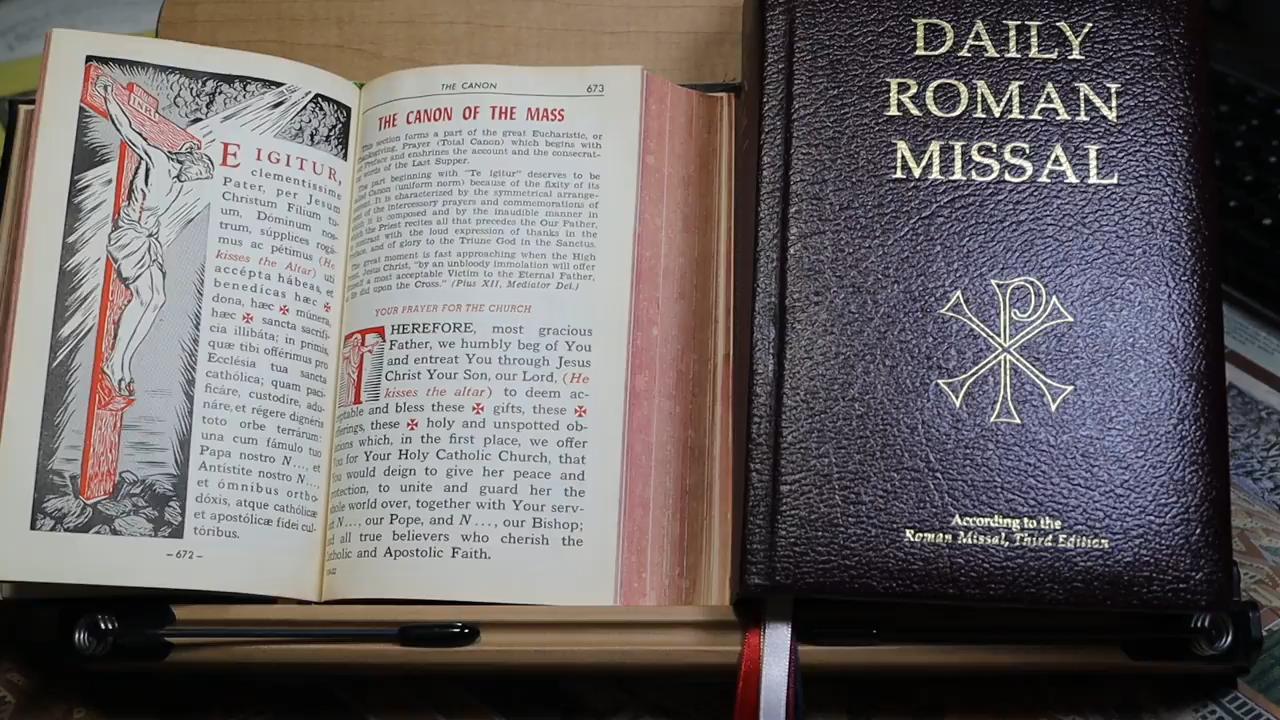 INRI
E IGITUR,
clementissime
Pater, per Jesum
Christum Filium tu-
um, Dóminum nos-
trum, súpplices rogá-
mus ac pétimus (He
kisses the Altar) uti
accépta hábeas, et
benedícas hæc ✠
dona, hæc ✠ múnera,
hæc ✠ sancta sacrifí-
cia illibáta; in primis,
quæ tibi offérimus pro
Ecclésia tua sancta
cathólica; quam paci-
ficáre, custodíre, adu-
náre, et régere dignéris
toto orbe terrárum:
una cum fámulo tuo
Papa nostro N..., et
Antístite nostro N...,
et ómnibus ortho-
dóxis, atque cathólicæ
et apostólicæ fidei cul-
tóribus.
–672–
THE CANON 673
THE CANON OF THE MASS
This section forms a part of the great Eucharistic, or
Thanksgiving, Prayer (Total Canon) which begins with
Preface and enshrines the account and the consecrat-
words of the Last Supper.
The part beginning with "Te Igitur" deserves to be
Canon (uniform norm) because of the fixity of its
It is characterized by the symmetrical arrange-
of the intercessory prayers and commemorations of
it is composed and by the inaudible manner in
which the Priest recites all that precedes the Our Father,
contrast with the loud expression of thanks in the
and of glory to the Triune God in the Sanctus.
The great moment is fast approaching when the High
Jesus Christ, "by an unbloody immolation will offer
a most acceptable Victim to the Eternal Father,
He did upon the Cross." (Pius XII, Mediator Dei.)
YOUR PRAYER FOR THE CHURCH
THEREFORE, most gracious
Father, we humbly beg of You
and entreat You through Jesus
Christ Your Son, our Lord, (He
kisses the altar) to deem ac-
ceptable and bless these ✠ gifts, these ✠
offerings, these ✠ holy and unspotted ob-
lations which, in the first place, we offer
You for Your Holy Catholic Church, that
You would deign to give her peace and
protection, to unite and guard her the
whole world over, together with Your serv-
N..., our Pope, and N..., our Bishop;
and all true believers who cherish the
Catholic and Apostolic Faith.
DAILY
ROMAN
MISSAL
According to the
Roman Missal, Third Edition